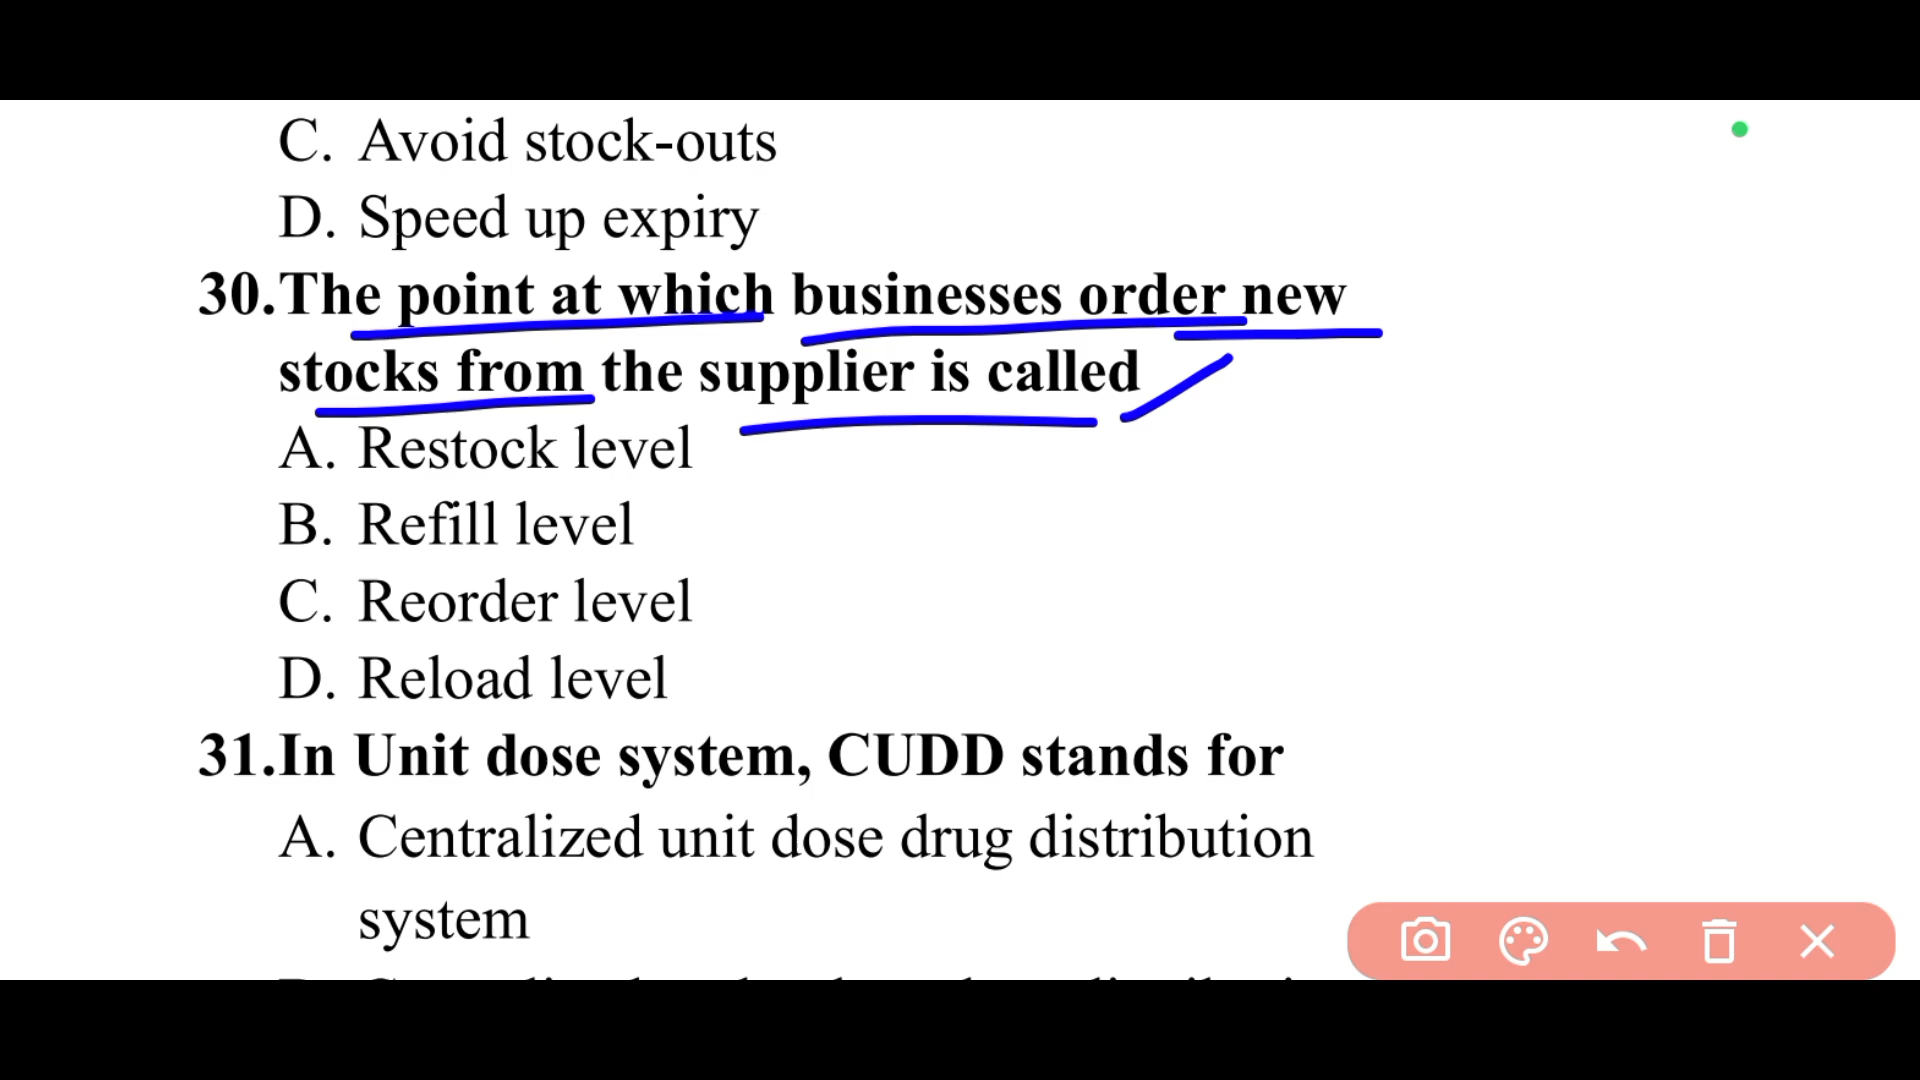 C. Avoid stock-outs
D. Speed up expiry
30.The point at which businesses order new
stocks from the supplier is called
A. Restock level
B. Refill level
C. Reorder level
D. Reload level
31.In Unit dose system, CUDD stands for
A. Centralized unit dose drug distribution
system